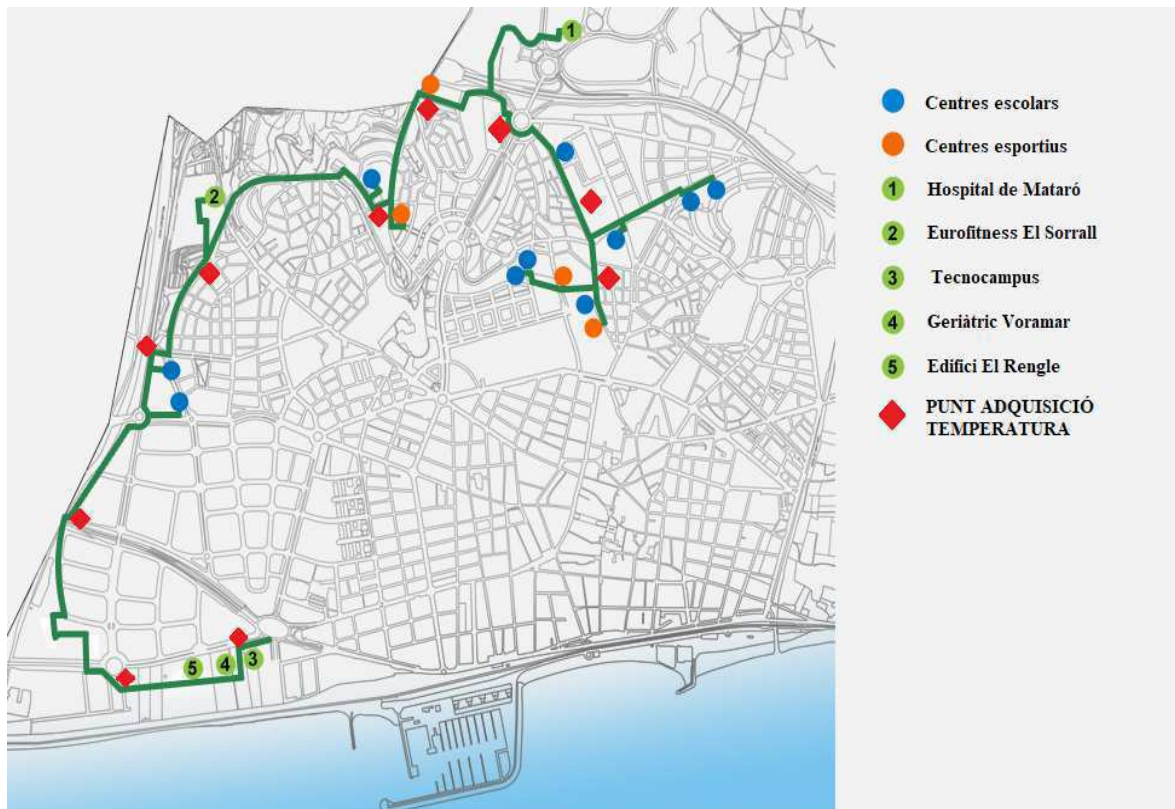 1
2
5
4
3
Centres escolars
Centres esportius
1 Hospital de Mataró
2 Eurofitness El Sorrall
3 Tecnocampus
4 Geriàtric Voramar
5 Edifici El Rengle
PUNT ADQUISICIÓ
TEMPERATURA